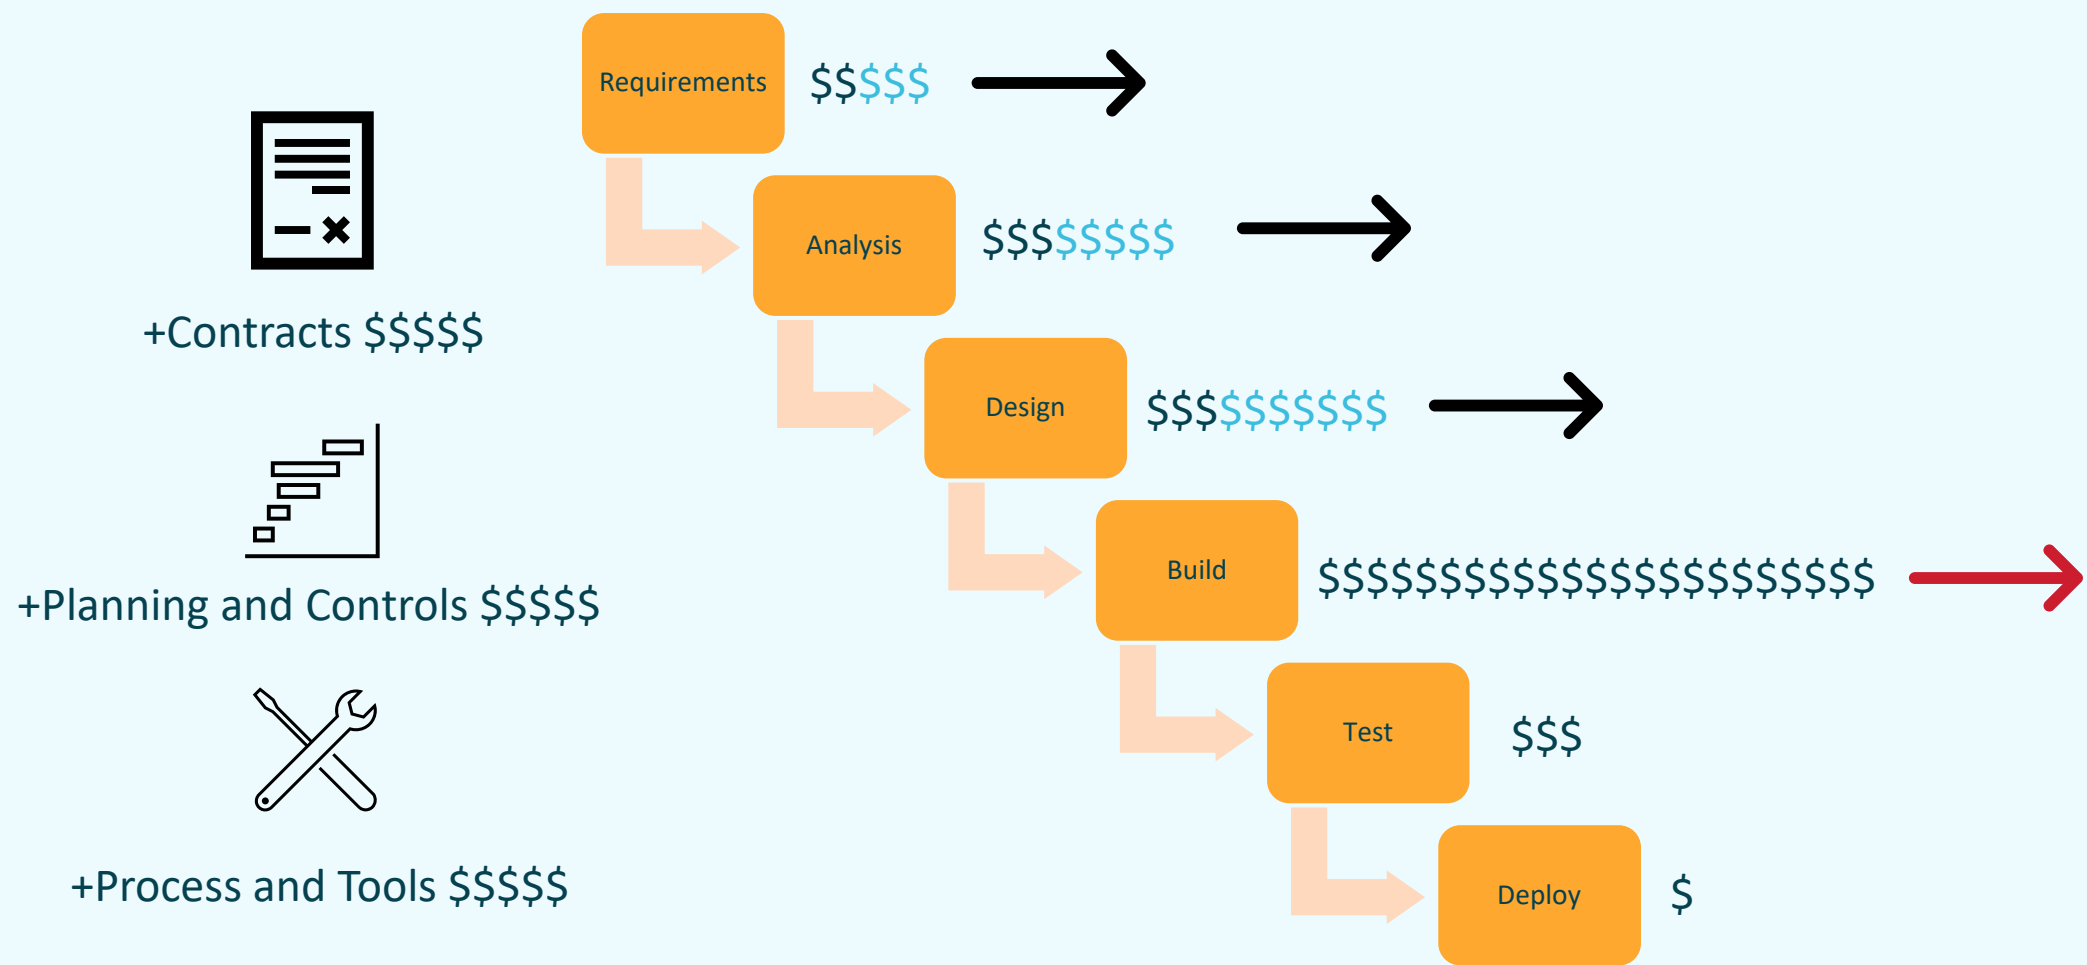 Requirements $$$$$
Analysis $$$$$$$$
+Contracts $$$$$
Design $$$$$$$$$$
Build $$$$$$$$$$$$$$$$$$$$$$$
+Planning and Controls $$$$$
Test $$$
+Process and Tools $$$$$
Deploy $